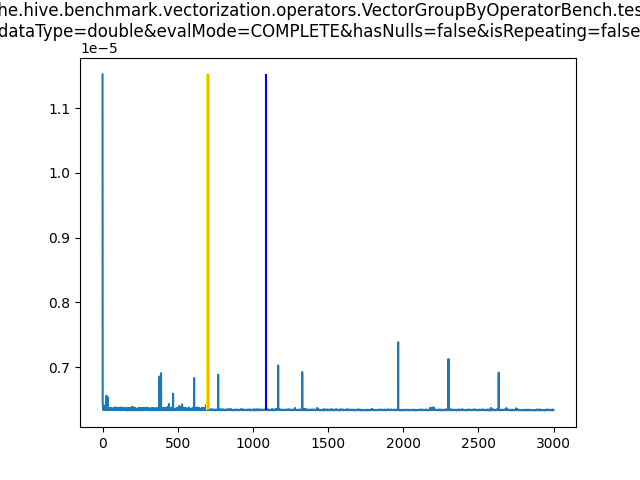 he.hive.benchmark.vectorization.operators.VectorGroupByOperatorBench.tes
dataType=double&evalMode=COMPLETE&hasNulls=false&isRepeating=false
1e−5
1.1
1.0
0.9
0.8
0.7
0 500 1000 1500 2000 2500 3000